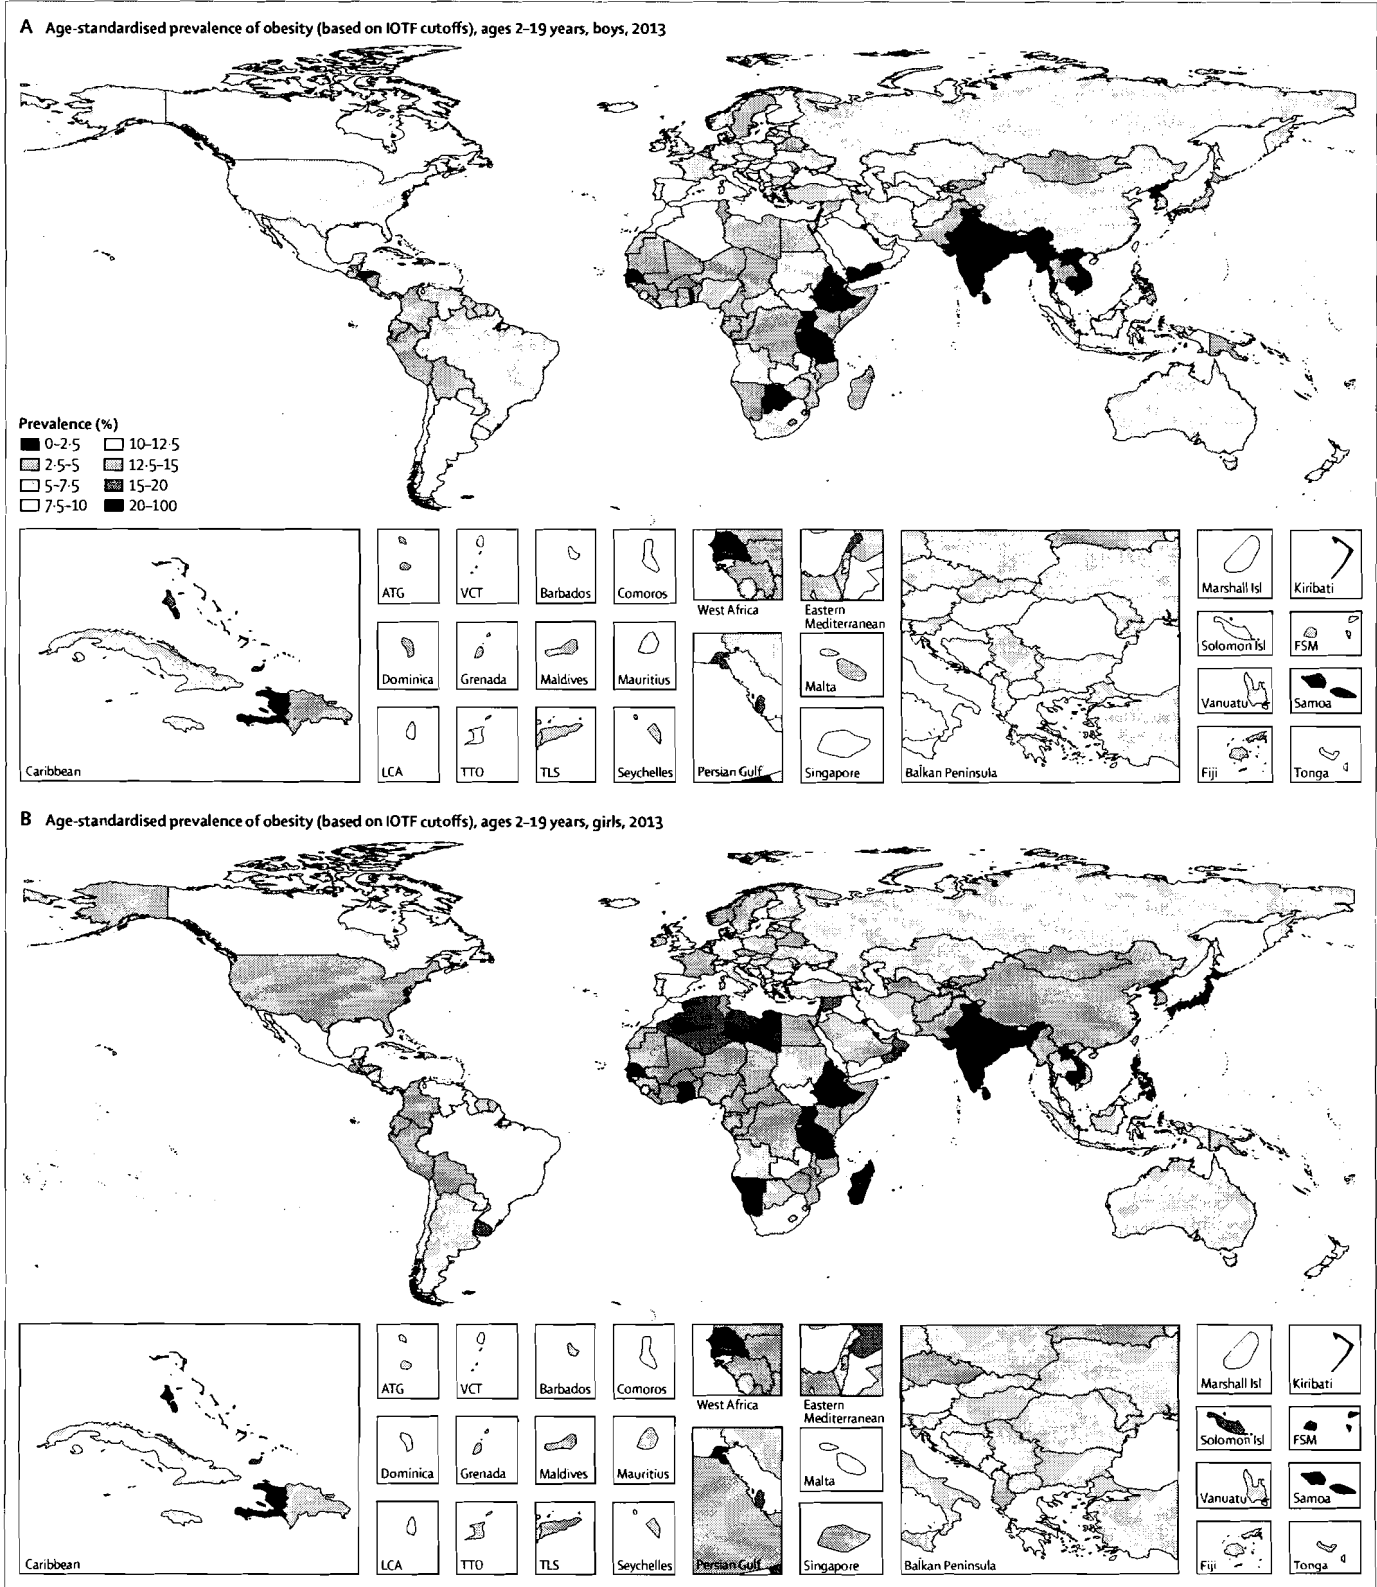 A Age-standardised prevalence of obesity (based on IOTF cutoffs), ages 2–19 years, boys, 2013
Prevalence (%)
0–2·5
10–12·5
2·5–5
12·5–15
5–7·5
15–20
7·5–10
20–100
Caribbean
ATG
VCT
Barbados
Comoros
Dominica
Grenada
Maldives
Mauritius
LCA
TTO
TLS
Seychelles
West Africa
Eastern
Mediterranean
Persian Gulf
Malta
Singapore
Balkan Peninsula
Marshall Isl
Kiribati
Solomon Isl
FSM
Vanuatu
Samoa
Fiji
Tonga
B Age-standardised prevalence of obesity (based on IOTF cutoffs), ages 2–19 years, girls, 2013
Caribbean
ATG
VCT
Barbados
Comoros
Dominica
Grenada
Maldives
Mauritius
LCA
TTO
TLS
Seychelles
West Africa
Eastern
Mediterranean
Persian Gulf
Malta
Singapore
Balkan Peninsula
Marshall Isl
Kiribati
Solomon Isl
FSM
Vanuatu
Samoa
Fiji
Tonga